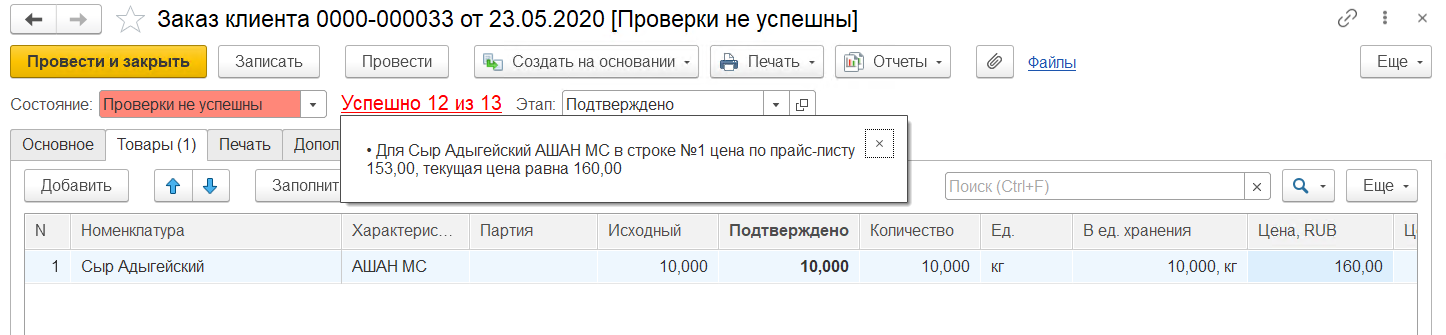 Заказ клиента 0000-000033 от 23.05.2020 [Проверки не успешны]
Провести и закрыть Записать Провести Создать на основании Печать Отчеты Файлы Еще
Состояние: Проверки не успешны Успешно 12 из 13 Этап: Подтверждено
Основное Товары (1) Печать Допол
• Для Сыр Адыгейский АШАН МС в строке №1 цена по прайс-листу
153,00, текущая цена равна 160,00
Добавить Заполнит Поиск (Ctrl+F) Еще
N Номенклатура Характерис... Партия Исходный Подтверждено Количество Ед. В ед. хранения Цена, RUB Це
1 Сыр Адыгейский АШАН МС 10,000 10,000 10,000 кг 10,000, кг 160,00